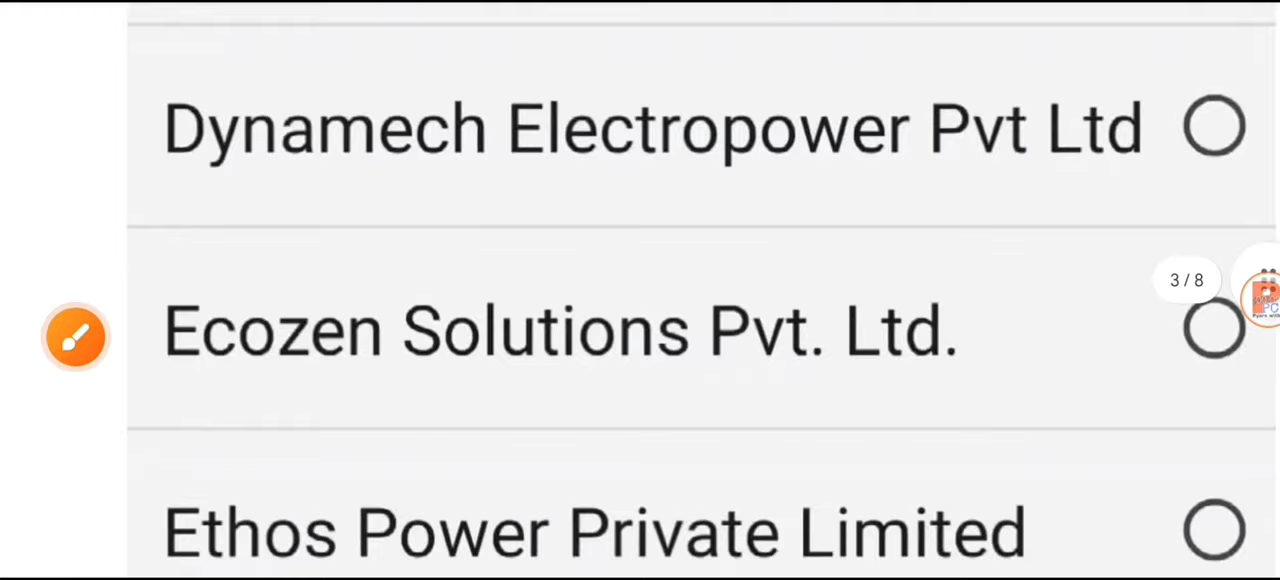 Dynamech Electropower Pvt Ltd
Ecozen Solutions Pvt. Ltd.
3/8
Ethos Power Private Limited